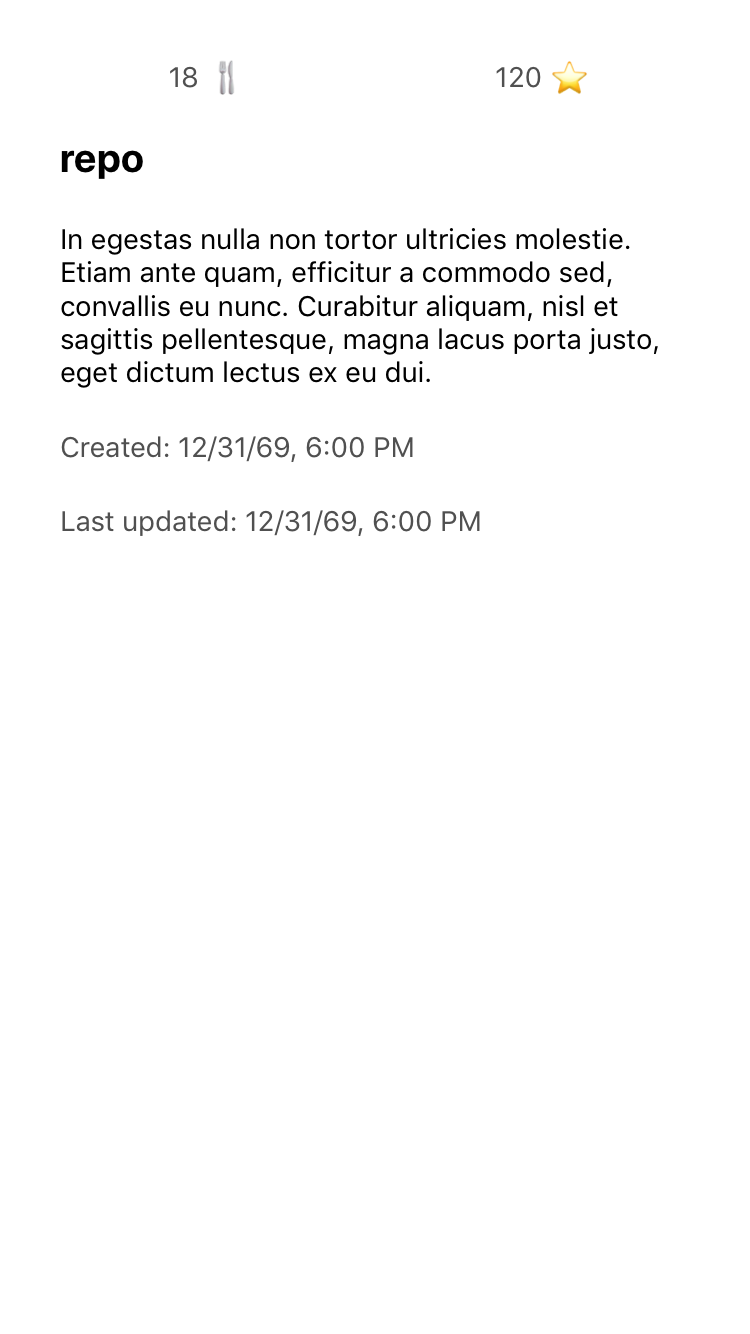 18 🍴 120 ⭐
repo
In egestas nulla non tortor ultricies molestie.
Etiam ante quam, efficitur a commodo sed,
convallis eu nunc. Curabitur aliquam, nisl et
sagittis pellentesque, magna lacus porta justo,
eget dictum lectus ex eu dui.
Created: 12/31/69, 6:00 PM
Last updated: 12/31/69, 6:00 PM